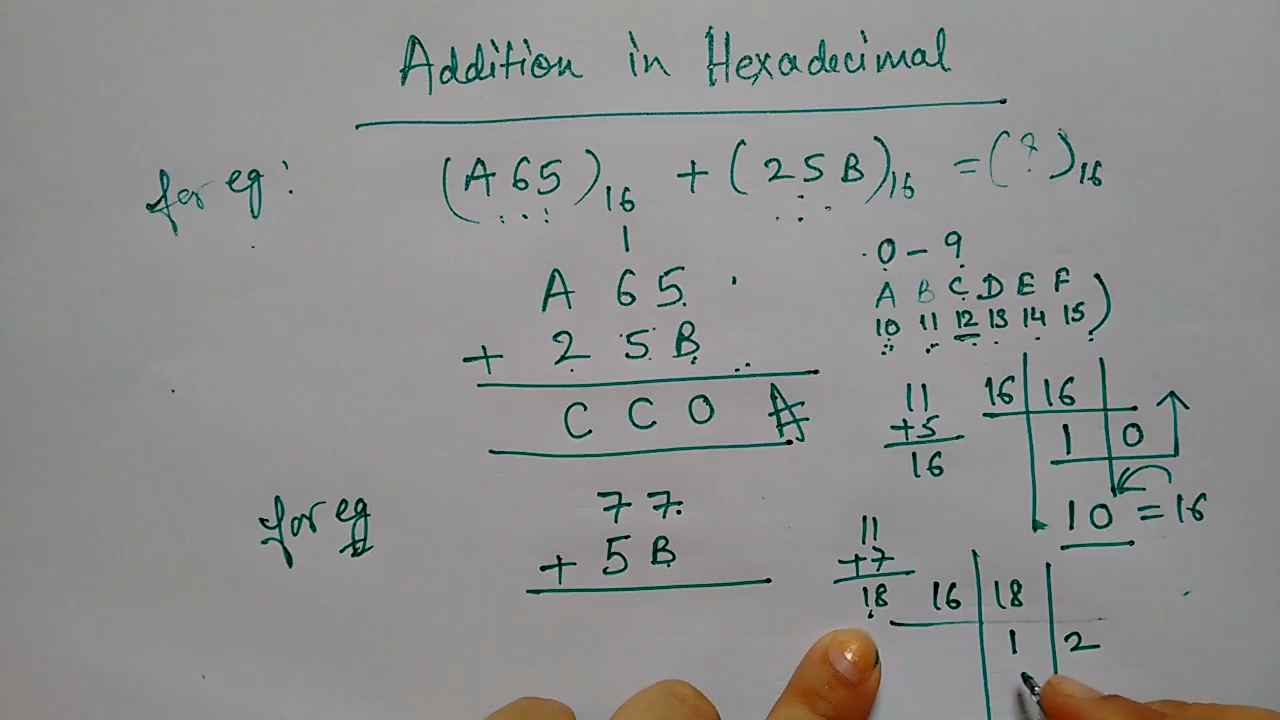 Addition in Hexadecimal
for eg: (A65)16 + (25B)16 = (?)16
1
A 6 5
+ 2 5 B
C C 0
0 - 9
A B C D E F
10 11 12 13 14 15)
11
+5
16
16 16
1 0
10 = 16
for eg
7 7
+ 5 B
11
+7
18
16 18
1 2